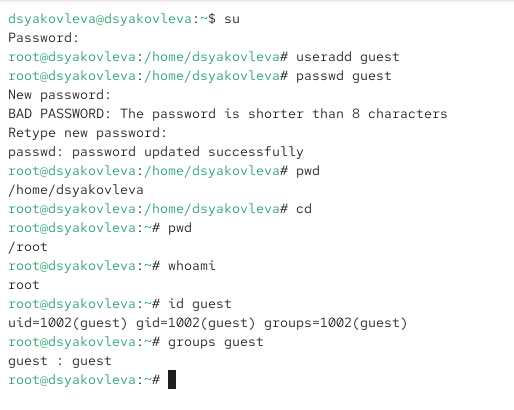 dsyakovleva@dsyakovleva:~$ su
Password:
root@dsyakovleva:/home/dsyakovleva# useradd guest
root@dsyakovleva:/home/dsyakovleva# passwd guest
New password:
BAD PASSWORD: The password is shorter than 8 characters
Retype new password:
passwd: password updated successfully
root@dsyakovleva:/home/dsyakovleva# pwd
/home/dsyakovleva
root@dsyakovleva:/home/dsyakovleva# cd
root@dsyakovleva:~# pwd
/root
root@dsyakovleva:~# whoami
root
root@dsyakovleva:~# id guest
uid=1002(guest) gid=1002(guest) groups=1002(guest)
root@dsyakovleva:~# groups guest
guest : guest
root@dsyakovleva:~#